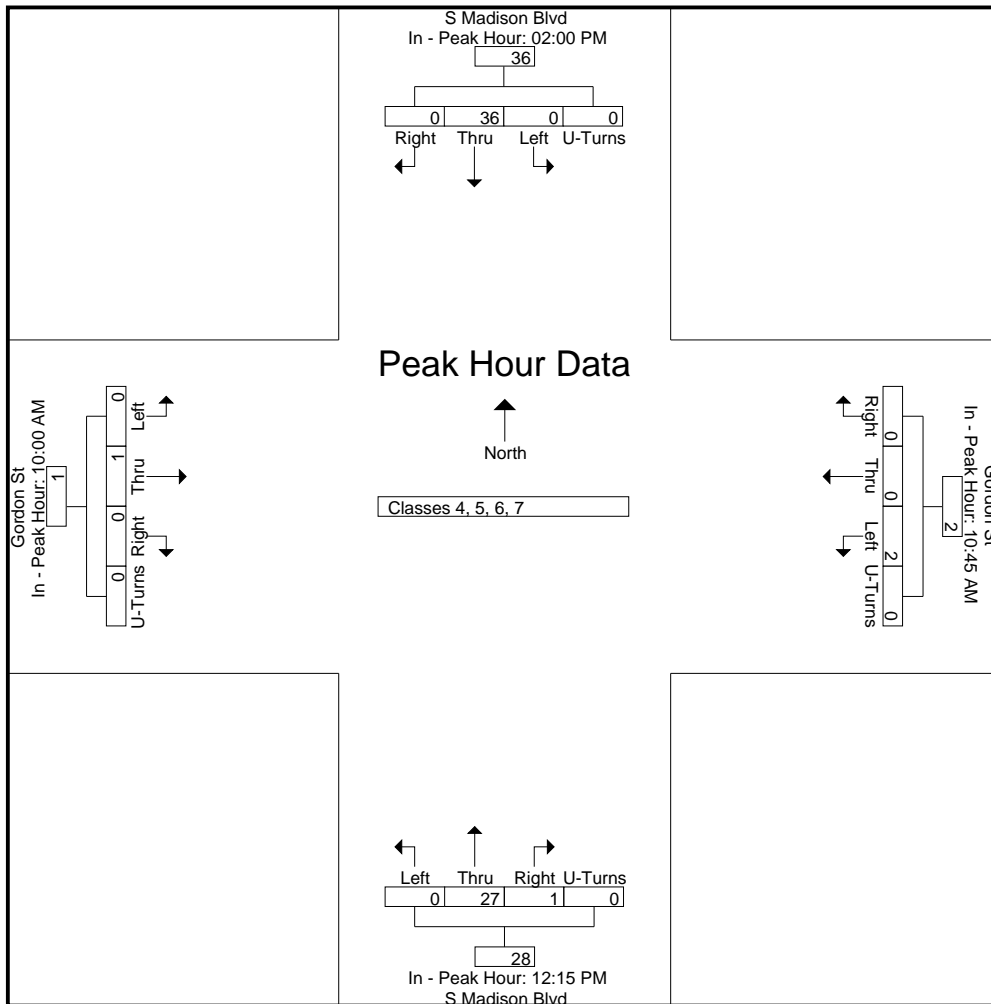 S Madison Blvd
In - Peak Hour: 02:00 PM
36
0 36 0 0
Right Thru Left U-Turns
Peak Hour Data
North
Classes 4, 5, 6, 7
Gordon St
In - Peak Hour: 10:00 AM
1
0 1 0 0
Left Thru Right U-Turns
Gordon St
In - Peak Hour: 10:45 AM
2
0 0 2 0
Right Thru Left U-Turns
Left Thru Right U-Turns
0 27 1 0
28
In - Peak Hour: 12:15 PM
S Madison Blvd